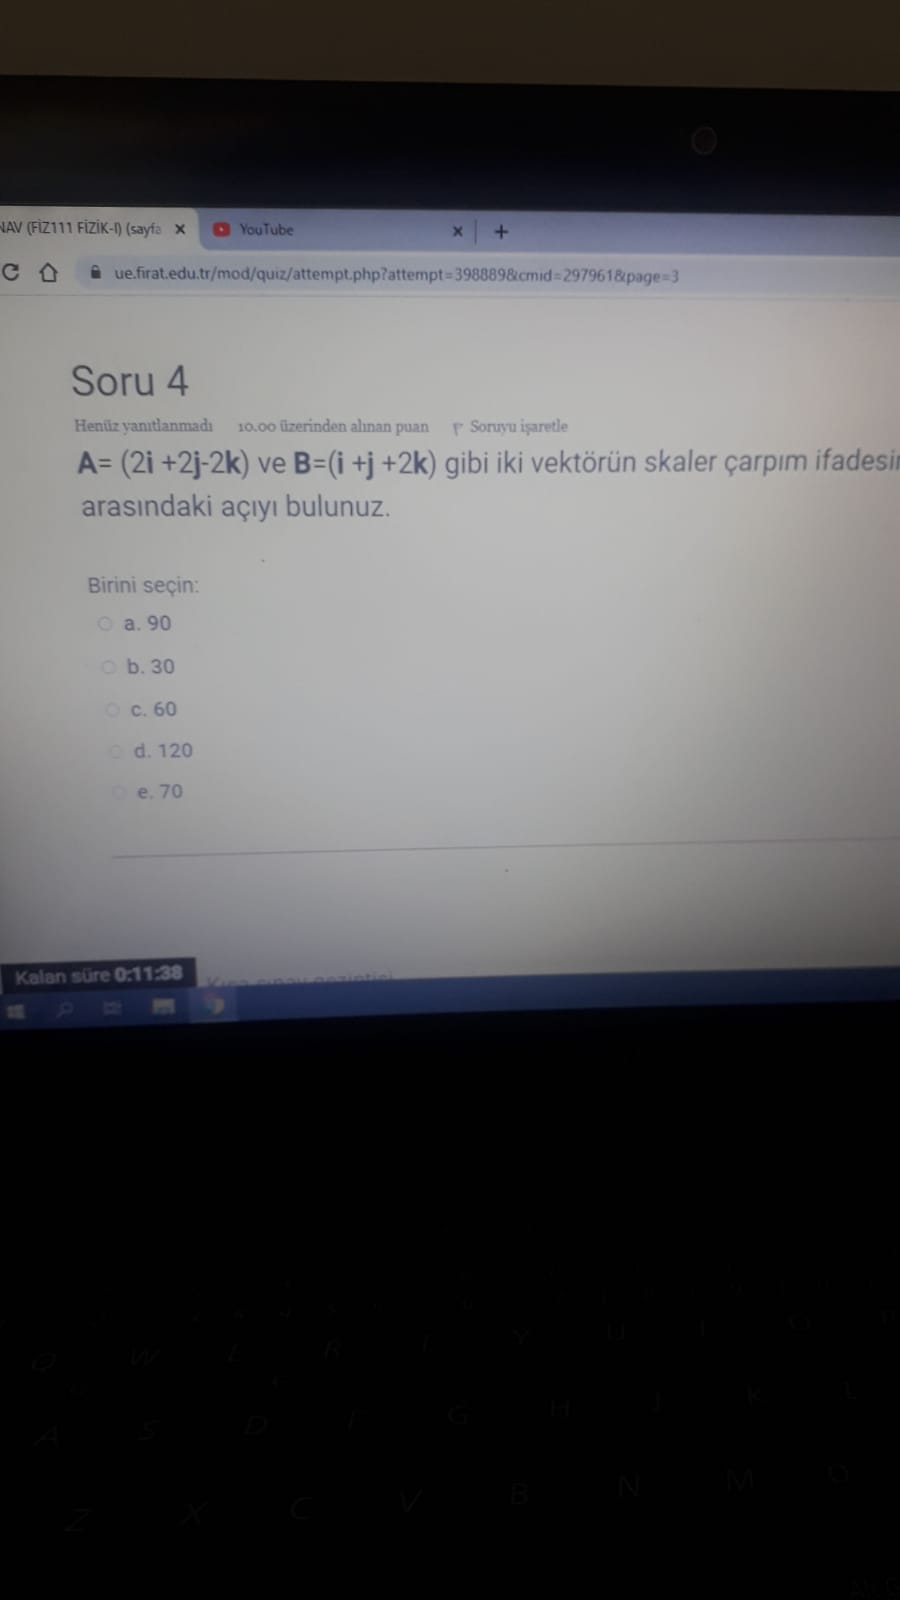 NAV (FİZ111 FİZİK-I) (sayfa × YouTube × +
ue.firat.edu.tr/mod/quiz/attempt.php?attempt=398889&cmid=297961&page=3
Soru 4
Henüz yanıtlanmadı 10.00 üzerinden alınan puan Soruyu işaretle
A= (2i +2j-2k) ve B=(i +j +2k) gibi iki vektörün skaler çarpım
arasındaki açıyı bulunuz.
Birini seçin:
a. 90
b. 30
c. 60
d. 120
e. 70
Kalan süre 0:11:38
Q W E R T Y U I O
A S D F G H J K L
Z X C V B N M Ö